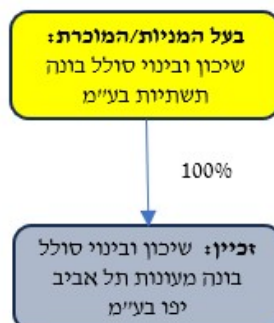 בעל המניות/המוכרת:
שיכון ובינוי סולל בונה
תשתיות בע"מ
100%
זכיין: שיכון ובינוי סולל
בונה מעונות תל אביב
יפו בע"מ